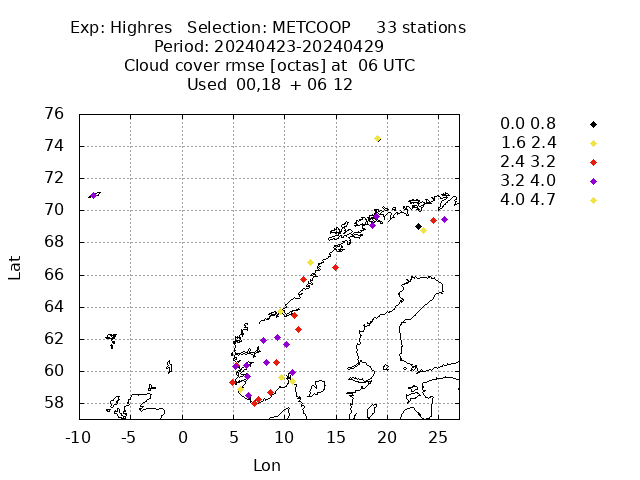 Exp: Highres   Selection: METCOOP     33 stations
Period: 20240423-20240429
Cloud cover rmse [octas] at  06 UTC
Used  00,18  + 06 12
76
74
72
70
68
66
64
62
60
58
-10 -5 0 5 10 15 20 25
Lat
Lon
0.0 0.8
1.6 2.4
2.4 3.2
3.2 4.0
4.0 4.7